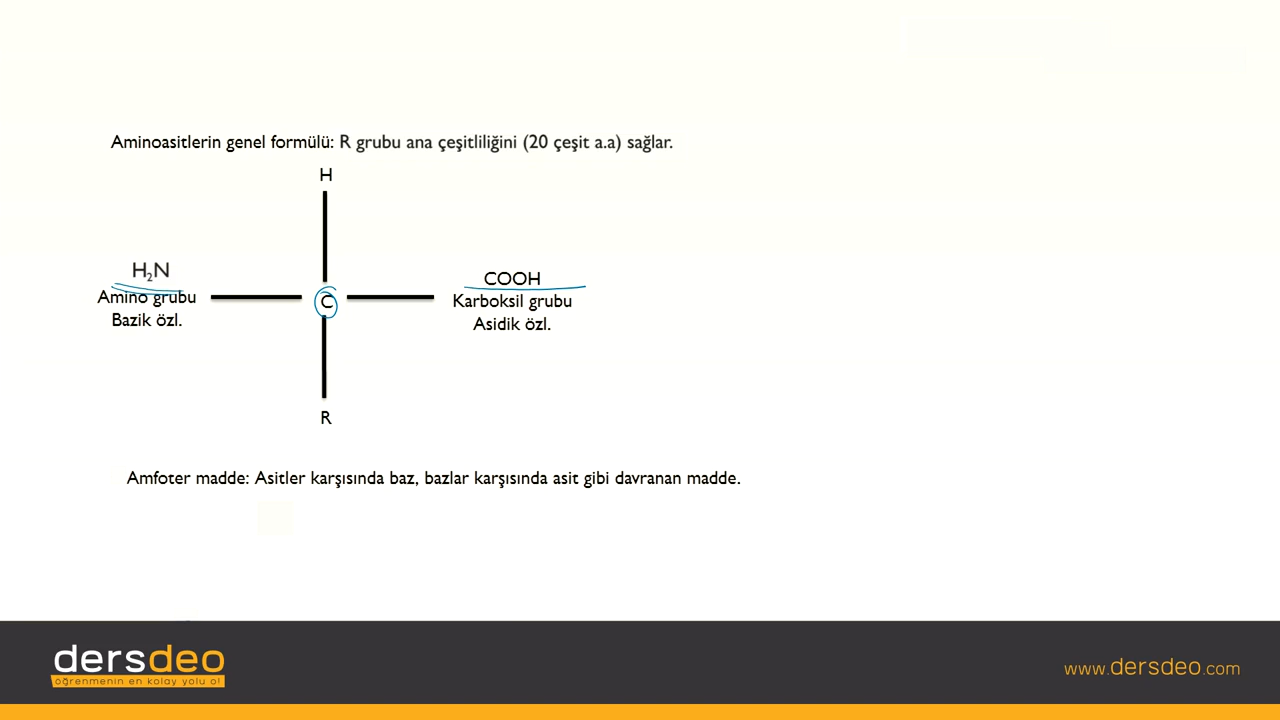 Aminoasitlerin genel formülü: R grubu ana çeşitliliğini (20 çeşit a.a) sağlar.
H
H₂N
Amino grubu
Bazik özl.
C
COOH
Karboksil grubu
Asidik özl.
R
Amfoter madde: Asitler karşısında baz, bazlar karşısında asit gibi davranan madde.
dersdeo
öğrenmenin en kolay yolu o!
www.dersdeo.com